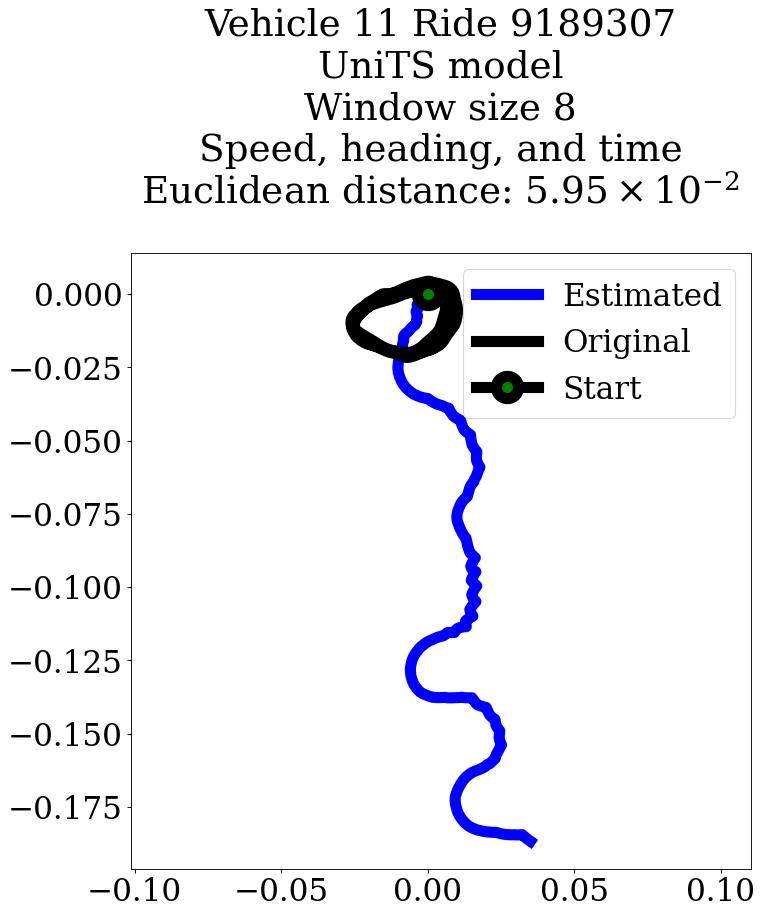 Vehicle 11 Ride 9189307
UniTS model
Window size 8
Speed, heading, and time
Euclidean distance: 5.95 × 10⁻²
Estimated
Original
Start
0.000
−0.025
−0.050
−0.075
−0.100
−0.125
−0.150
−0.175
−0.10 −0.05 0.00 0.05 0.10